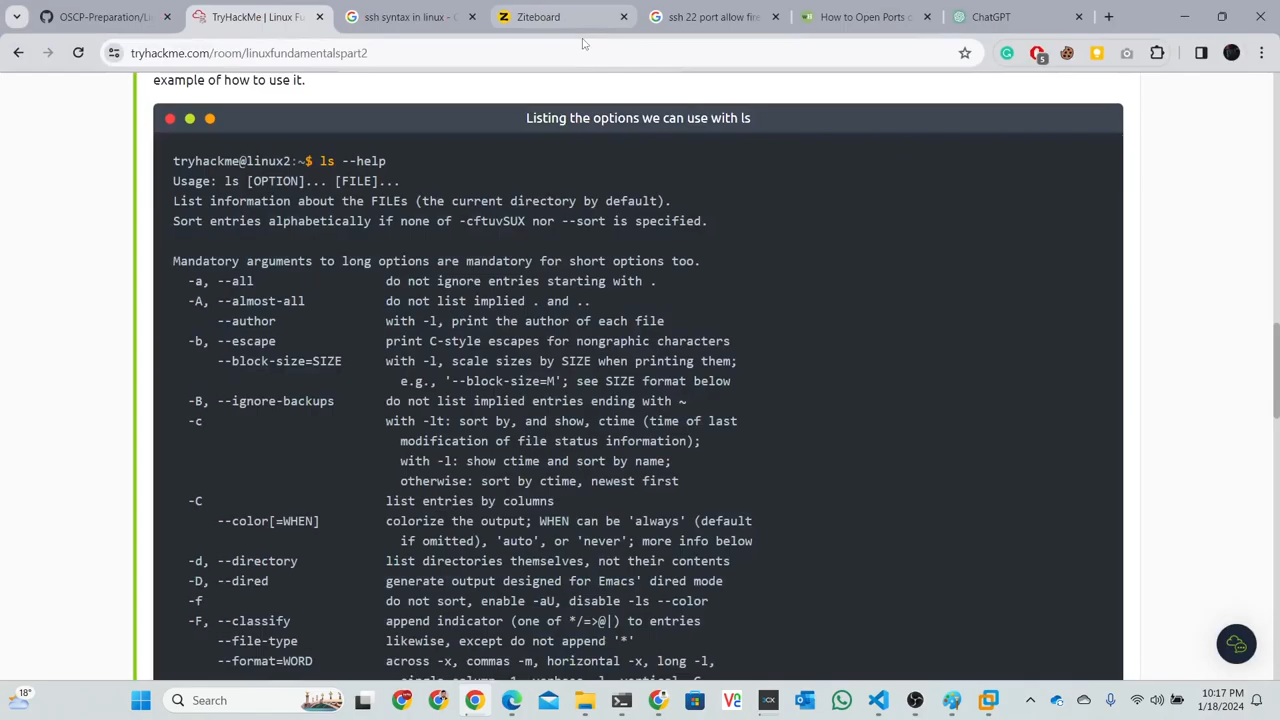 OSCP-Preparation/Li
TryHackMe | Linux Fu
ssh syntax in linux - G
Ziteboard
ssh 22 port allow fire
How to Open Ports o
ChatGPT
tryhackme.com/room/linuxfundamentalspart2
5
example of how to use it.
Listing the options we can use with ls
tryhackme@linux2:~$ ls --help
Usage: ls [OPTION]... [FILE]...
List information about the FILEs (the current directory by default).
Sort entries alphabetically if none of -cftuvSUX nor --sort is specified.
Mandatory arguments to long options are mandatory for short options too.
-a, --all do not ignore entries starting with .
-A, --almost-all do not list implied . and ..
--author with -l, print the author of each file
-b, --escape print C-style escapes for nongraphic characters
--block-size=SIZE with -l, scale sizes by SIZE when printing them;
e.g., '--block-size=M'; see SIZE format below
-B, --ignore-backups do not list implied entries ending with ~
-c with -lt: sort by, and show, ctime (time of last
modification of file status information);
with -l: show ctime and sort by name;
otherwise: sort by ctime, newest first
-C list entries by columns
--color[=WHEN] colorize the output; WHEN can be 'always' (default
if omitted), 'auto', or 'never'; more info below
-d, --directory list directories themselves, not their contents
-D, --dired generate output designed for Emacs' dired mode
-f do not sort, enable -aU, disable -ls --color
-F, --classify append indicator (one of */=>@|) to entries
--file-type likewise, except do not append '*'
--format=WORD across -x, commas -m, horizontal -x, long -l,
18°
Search
10:17 PM
1/18/2024